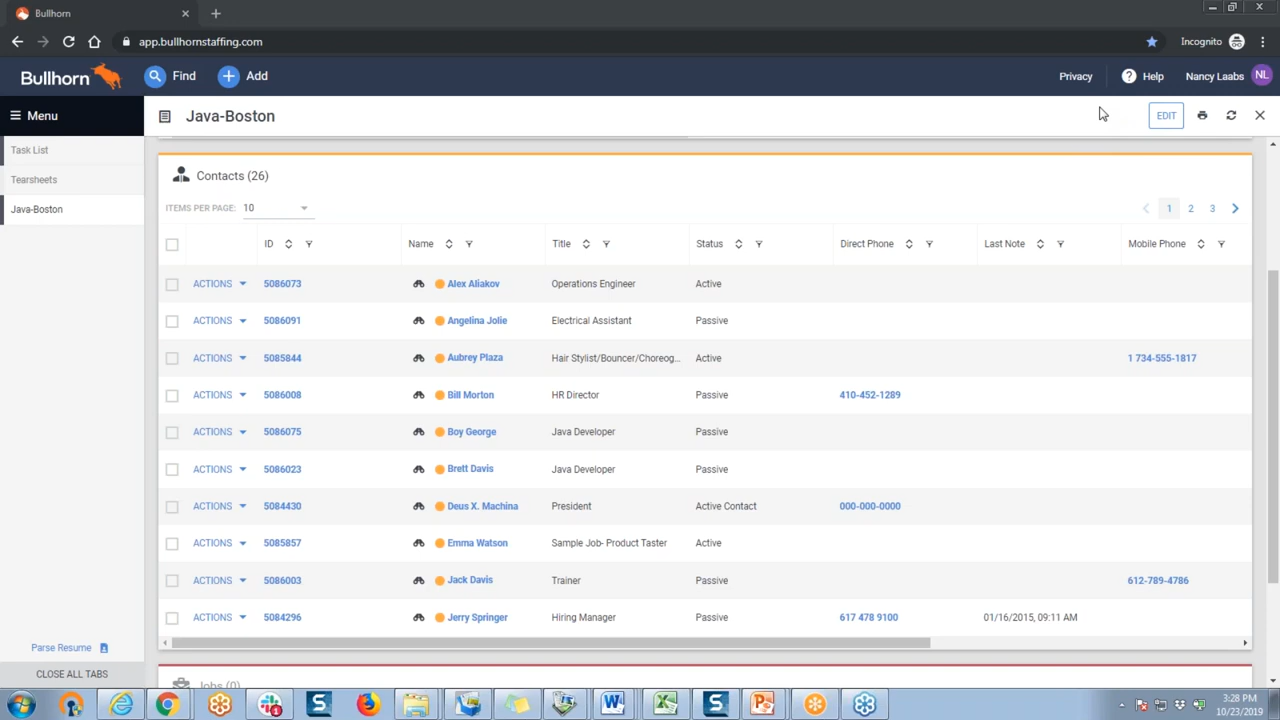 Bullhorn
app.bullhornstaffing.com
Incognito
Bullhorn
Find
Add
Privacy
Help
Nancy Laabs
NL
Menu
Java-Boston
EDIT
Task List
Tearsheets
Java-Boston
Contacts (26)
ITEMS PER PAGE: 10
1 2 3
ID Name Title Status Direct Phone Last Note Mobile Phone
ACTIONS 5086073 Alex Aliakov Operations Engineer Active
ACTIONS 5086091 Angelina Jolie Electrical Assistant Passive
ACTIONS 5085844 Aubrey Plaza Hair Stylist/Bouncer/Choreog... Active 1 734-555-1817
ACTIONS 5086008 Bill Morton HR Director Passive 410-452-1289
ACTIONS 5086075 Boy George Java Developer Passive
ACTIONS 5086023 Brett Davis Java Developer Passive
ACTIONS 5084430 Deus X. Machina President Active Contact 000-000-0000
ACTIONS 5085857 Emma Watson Sample Job- Product Taster Active
ACTIONS 5086003 Jack Davis Trainer Passive 612-789-4786
ACTIONS 5084296 Jerry Springer Hiring Manager Passive 617 478 9100 01/16/2015, 09:11 AM
Parse Resume
CLOSE ALL TABS
Jobs (0)
3:28 PM
10/23/2019